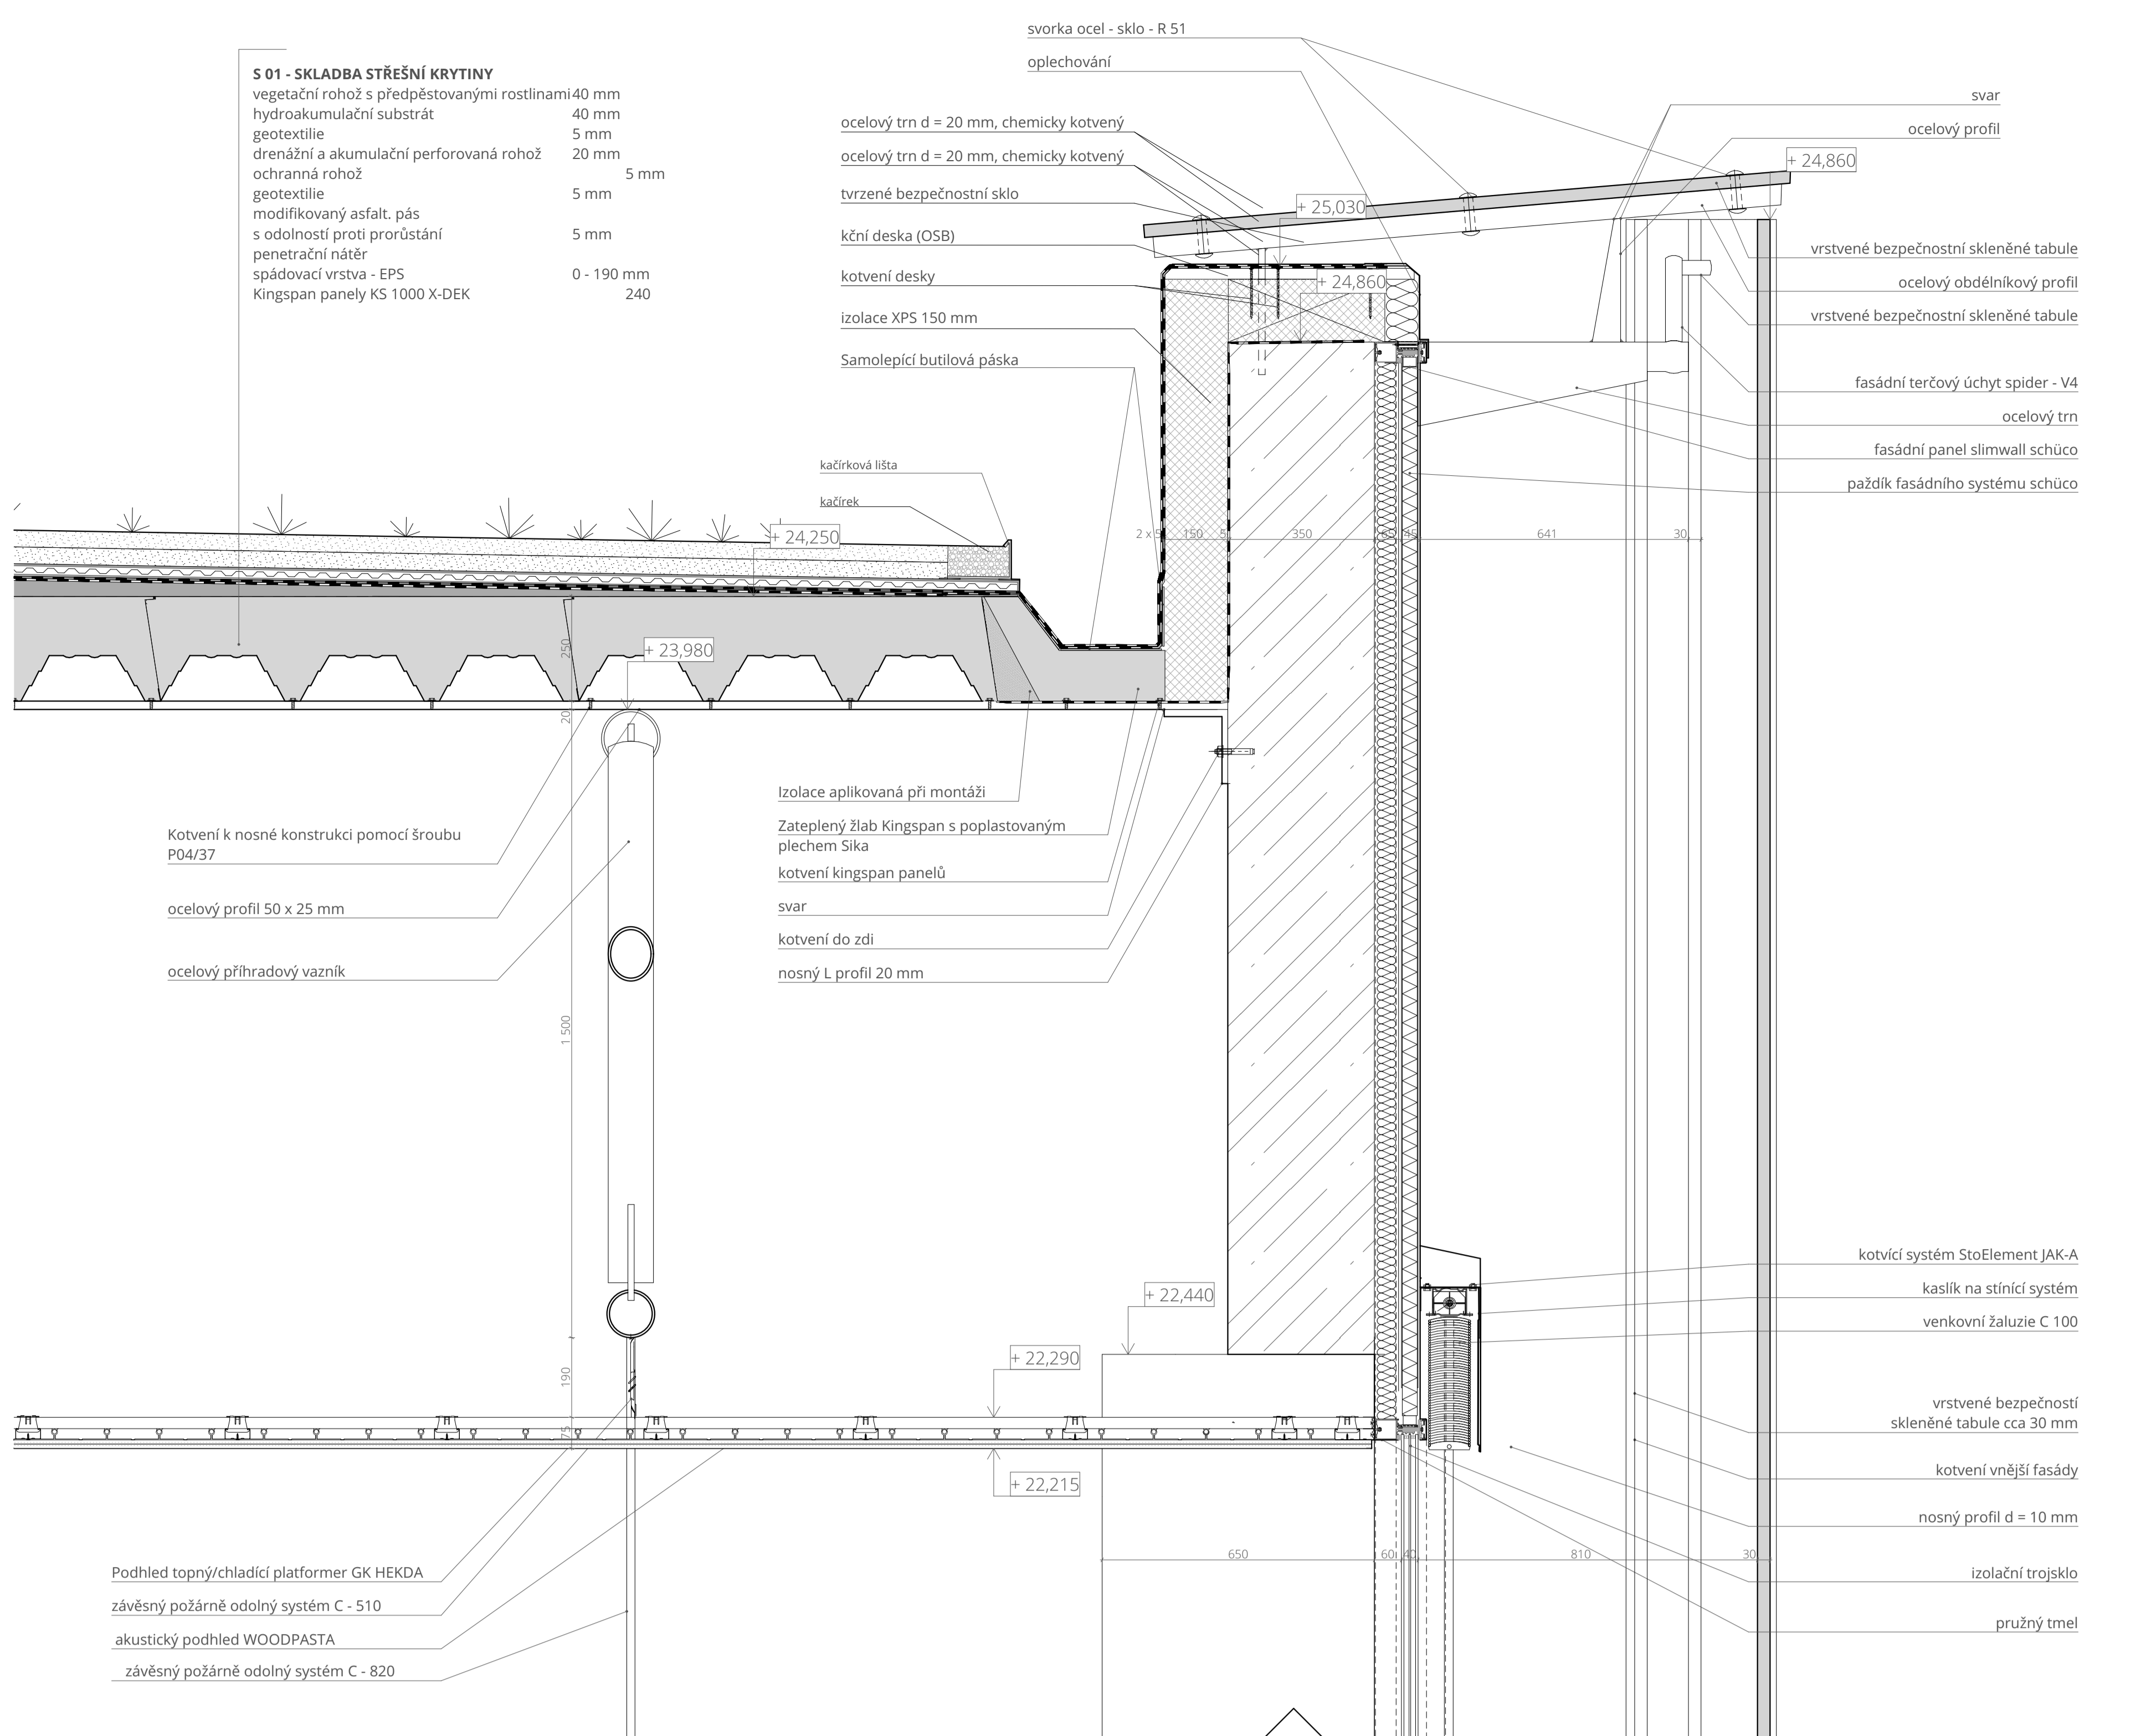 svorka ocel - sklo - R 51
oplechování
S 01 - SKLADBA STŘEŠNÍ KRYTINY
vegetační rohož s předpěstovanými rostlinami 40 mm
hydroakumulační substrát 40 mm
geotextilie 5 mm
drenážní a akumulační perforovaná rohož 20 mm
ochranná rohož 5 mm
geotextilie 5 mm
modifikovaný asfalt. pás
s odolností proti prorůstání 5 mm
penetrační nátěr
spádovací vrstva - EPS 0 - 190 mm
Kingspan panely KS 1000 X-DEK 240
ocelový trn d = 20 mm, chemicky kotvený
ocelový trn d = 20 mm, chemicky kotvený
tvrzené bezpečnostní sklo
kční deska (OSB)
kotvení desky
izolace XPS 150 mm
Samolepící butilová páska
kačírková lišta
kačírek
svar
ocelový profil
+ 24,860
+ 25,030
+ 24,860
vrstvené bezpečnostní skleněné tabule
ocelový obdélníkový profil
vrstvené bezpečnostní skleněné tabule
fasádní terčový úchyt spider - V4
ocelový trn
fasádní panel slimwall schüco
paždík fasádního systému schüco
+ 24,250
2 x 5 150 5 350 45 641 30
+ 23,980
250
20
1 500
190
75
Kotvení k nosné konstrukci pomocí šroubu
P04/37
ocelový profil 50 x 25 mm
ocelový příhradový vazník
Izolace aplikovaná při montáži
Zateplený žlab Kingspan s poplastovaným
plechem Sika
kotvení kingspan panelů
svar
kotvení do zdi
nosný L profil 20 mm
+ 22,440
+ 22,290
+ 22,215
kotvící systém StoElement JAK-A
kaslík na stínící systém
venkovní žaluzie C 100
vrstvené bezpečností
skleněné tabule cca 30 mm
kotvení vnější fasády
nosný profil d = 10 mm
izolační trojsklo
pružný tmel
650 60 40 810 30
Podhled topný/chladící platformer GK HEKDA
závěsný požárně odolný systém C - 510
akustický podhled WOODPASTA
závěsný požárně odolný systém C - 820